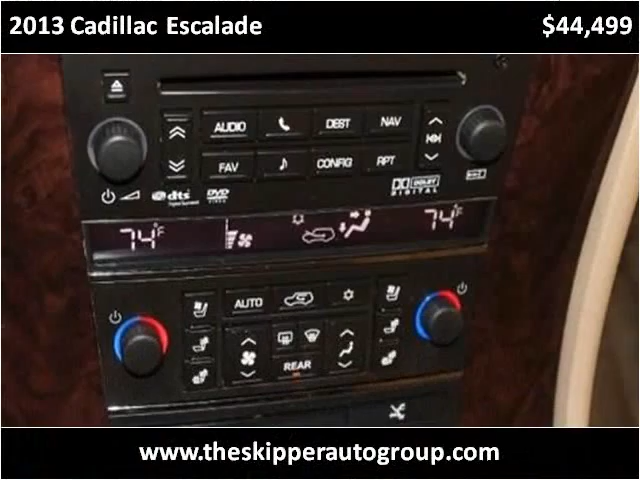 2013 Cadillac Escalade $44,499
AUDIO DEST NAV
FAV CONFIG RPT
dts DVD DOLBY
DIGITAL
74°F 74°F
AUTO
REAR
www.theskipperautogroup.com